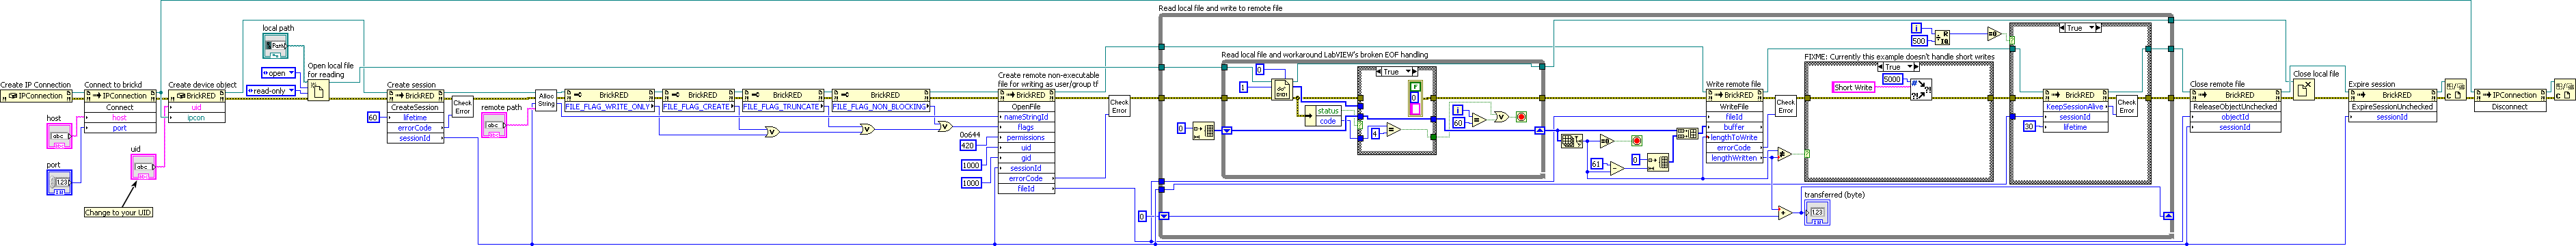 Create IP Connection
IPConnection
Connect to brickd
IPConnection
Connect
host
port
host
port
Create device object
BrickRED
uid
ipcon
uid
Change to your UID
local path
Path
open
read-only
Open local file
for reading
Create session
BrickRED
CreateSession
lifetime
errorCode
sessionId
60
Check
Error
remote path
Alloc
String
BrickRED
FILE_FLAG_WRITE_ONLY
BrickRED
FILE_FLAG_CREATE
BrickRED
FILE_FLAG_TRUNCATE
BrickRED
FILE_FLAG_NON_BLOCKING
Create remote non-executable
file for writing as user/group tf
BrickRED
OpenFile
nameStringId
flags
permissions
uid
gid
sessionId
errorCode
fileId
0o644
420
1000
1000
Check
Error
Read local file and write to remote file
0
0
Read local file and workaround LabVIEW's broken EOF handling
0
1
status
code
True
F
0
4
i
60
0
61
0
Write remote file
BrickRED
WriteFile
fileId
buffer
lengthToWrite
errorCode
lengthWritten
Check
Error
FIXME: Currently this example doesn't handle short writes
True
5000
Short Write
transferred (byte)
1.23
i
500
R
IQ
=0
True
BrickRED
KeepSessionAlive
sessionId
lifetime
30
Check
Error
Close remote file
BrickRED
ReleaseObjectUnchecked
objectId
sessionId
Close local file
Expire session
BrickRED
ExpireSessionUnchecked
sessionId
IPConnection
Disconnect